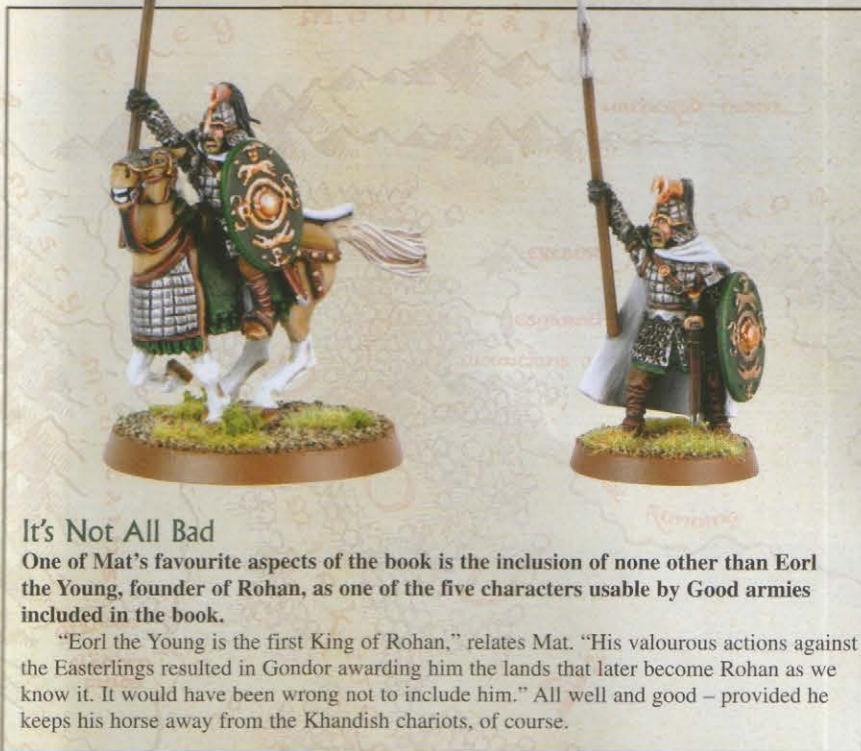 It's Not All Bad
One of Mat's favourite aspects of the book is the inclusion of none other than Eorl
the Young, founder of Rohan, as one of the five characters usable by Good armies
included in the book.
“Eorl the Young is the first King of Rohan,” relates Mat. “His valourous actions against
the Easterlings resulted in Gondor awarding him the lands that later become Rohan as we
know it. It would have been wrong not to include him.” All well and good – provided he
keeps his horse away from the Khandish chariots, of course.